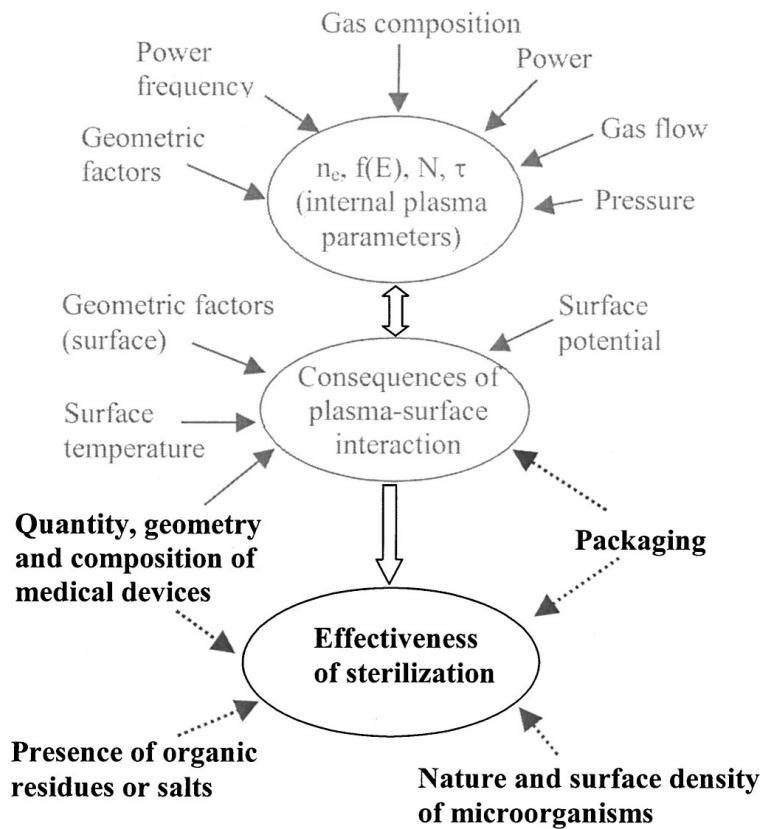 Gas composition
Power
frequency
Power
Geometric
factors
Gas flow
Pressure
nₑ, f(E), N, τ
(internal plasma
parameters)
Geometric factors
(surface)
Surface
potential
Consequences of
plasma-surface
interaction
Surface
temperature
Quantity, geometry
and composition of
medical devices
Packaging
Effectiveness
of sterilization
Presence of organic
residues or salts
Nature and surface density
of microorganisms